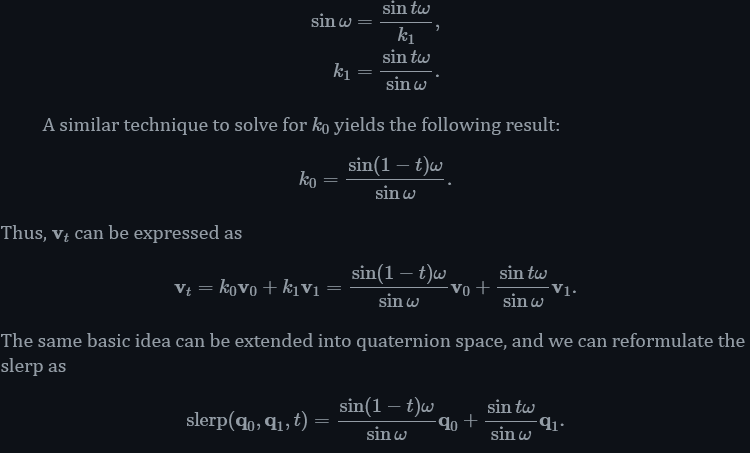 sin ω = sin tω / k₁,
k₁ = sin tω / sin ω.
A similar technique to solve for k₀ yields the following result:
k₀ = sin(1 − t)ω / sin ω.
Thus, vₜ can be expressed as
vₜ = k₀v₀ + k₁v₁ = sin(1 − t)ω / sin ω v₀ + sin tω / sin ω v₁.
The same basic idea can be extended into quaternion space, and we can reformulate the
slerp as
slerp(q₀, q₁, t) = sin(1 − t)ω / sin ω q₀ + sin tω / sin ω q₁.